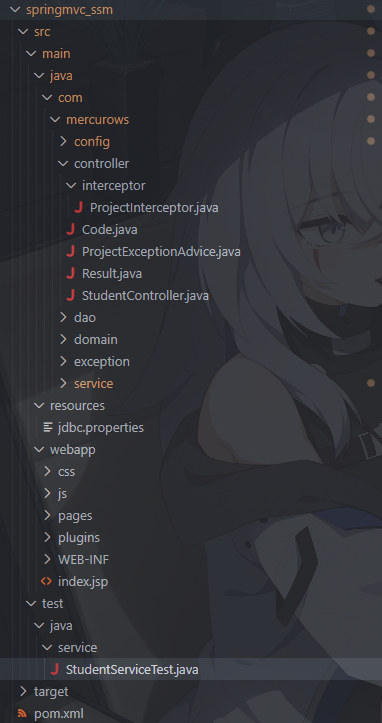 springmvc_ssm
src
main
java
com
mercurows
config
controller
interceptor
ProjectInterceptor.java
Code.java
ProjectExceptionAdvice.java
Result.java
StudentController.java
dao
domain
exception
service
resources
jdbc.properties
webapp
css
js
pages
plugins
WEB-INF
index.jsp
test
java
service
StudentServiceTest.java
target
pom.xml